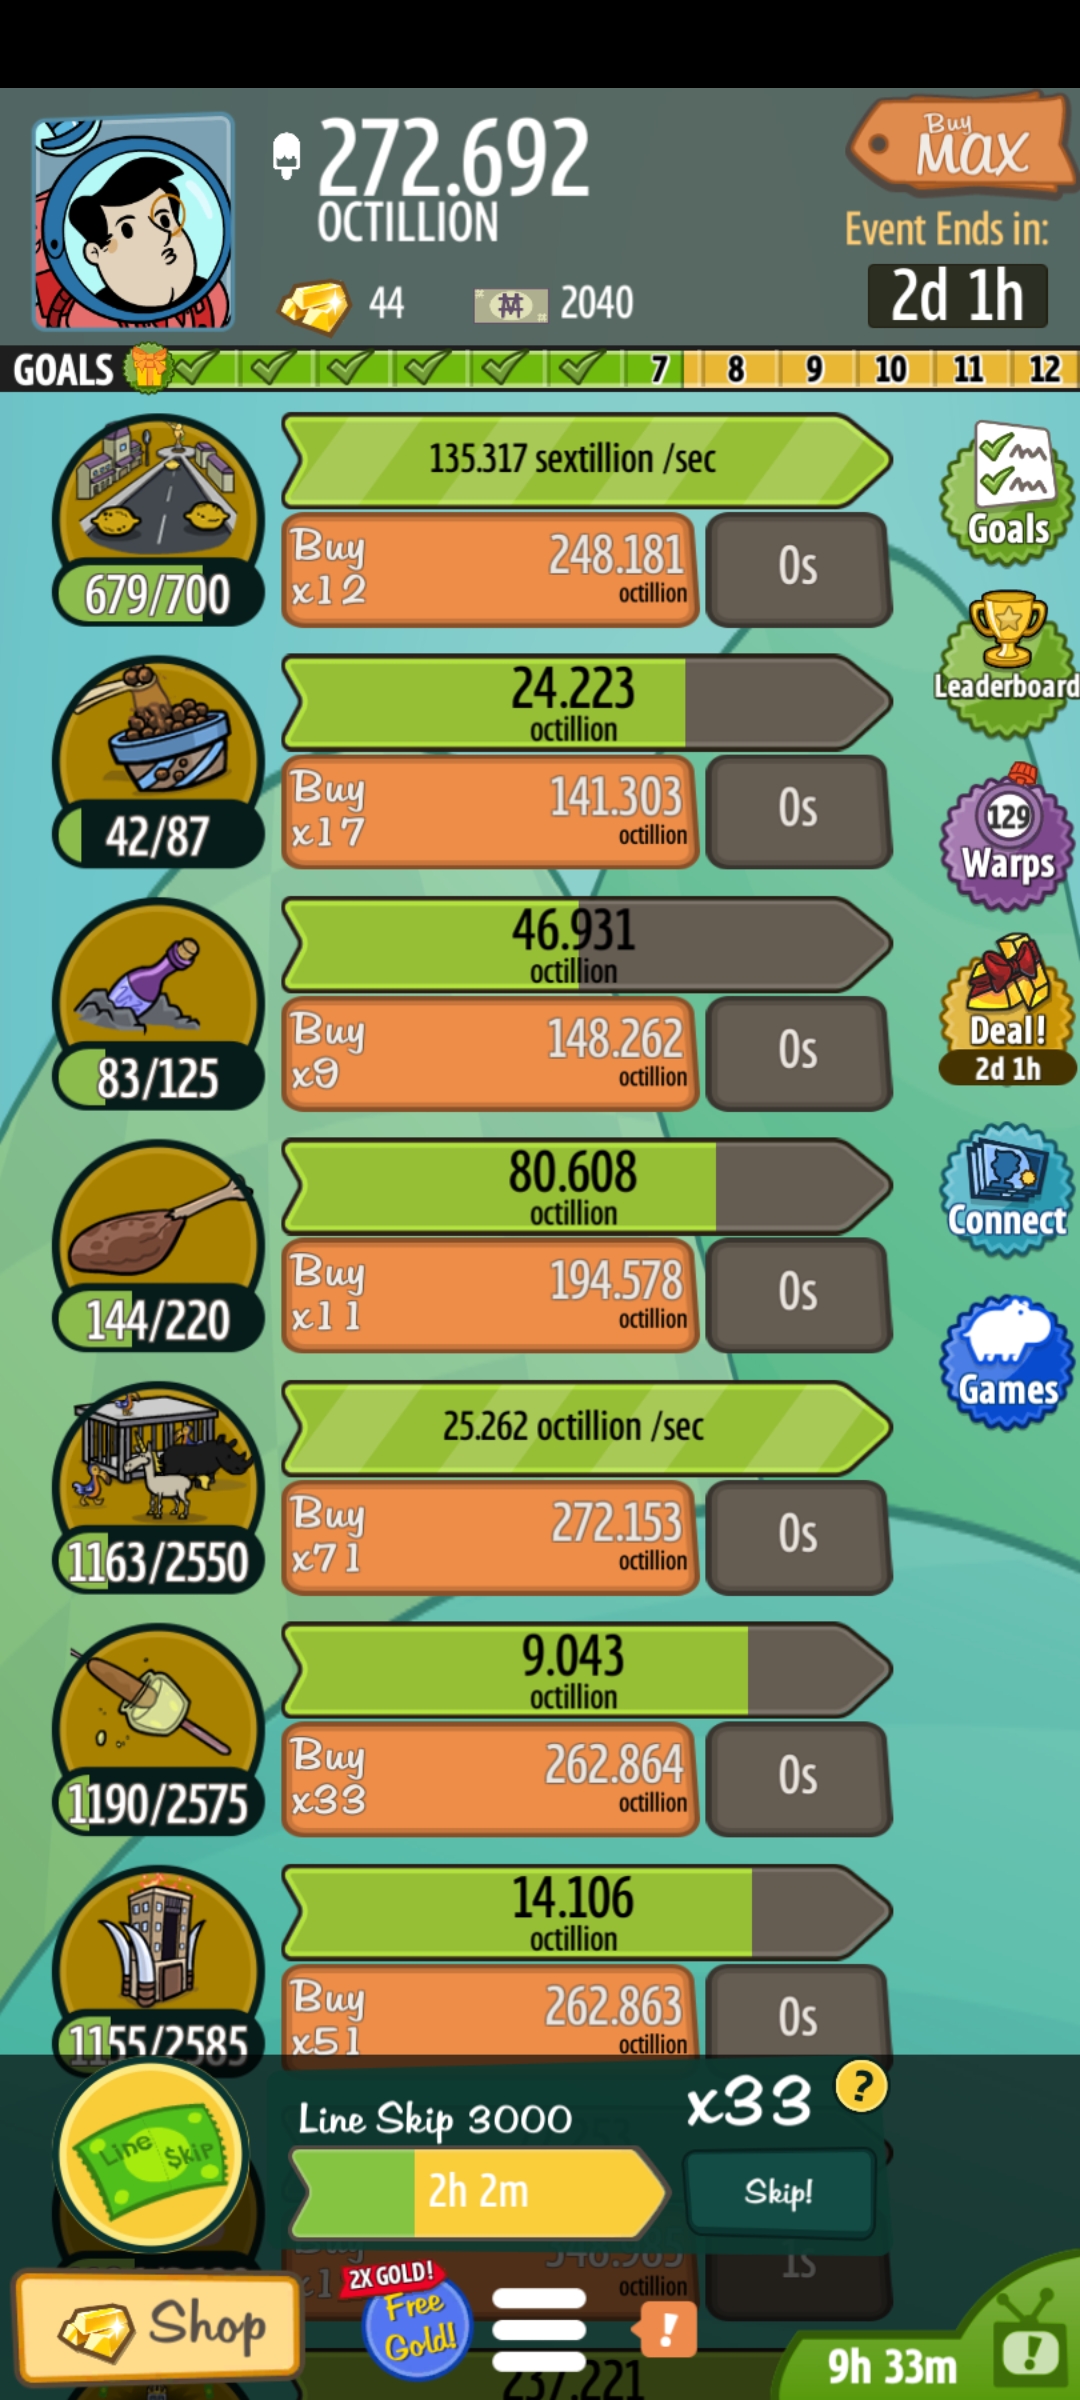 272.692
OCTILLION
Buy
MAX
Event Ends in:
2d 1h
44
2040
GOALS
7
8
9
10
11
12
135.317 sextillion /sec
679/700
Buy
x12
248.181
octillion
0s
Goals
24.223
octillion
42/87
Buy
x17
141.303
octillion
0s
Leaderboard
46.931
octillion
83/125
Buy
x9
148.262
octillion
0s
129
Warps
Deal!
2d 1h
80.608
octillion
144/220
Buy
x11
194.578
octillion
0s
Connect
Games
25.262 octillion /sec
1163/2550
Buy
x71
272.153
octillion
0s
9.043
octillion
1190/2575
Buy
x33
262.864
octillion
0s
14.106
octillion
1155/2585
Buy
x51
262.863
octillion
0s
Line $kip
Line Skip 3000
x33
?
2h 2m
Skip!
octillion
1s
Shop
2X GOLD!
Free
Gold!
!
9h 33m
!
237.221